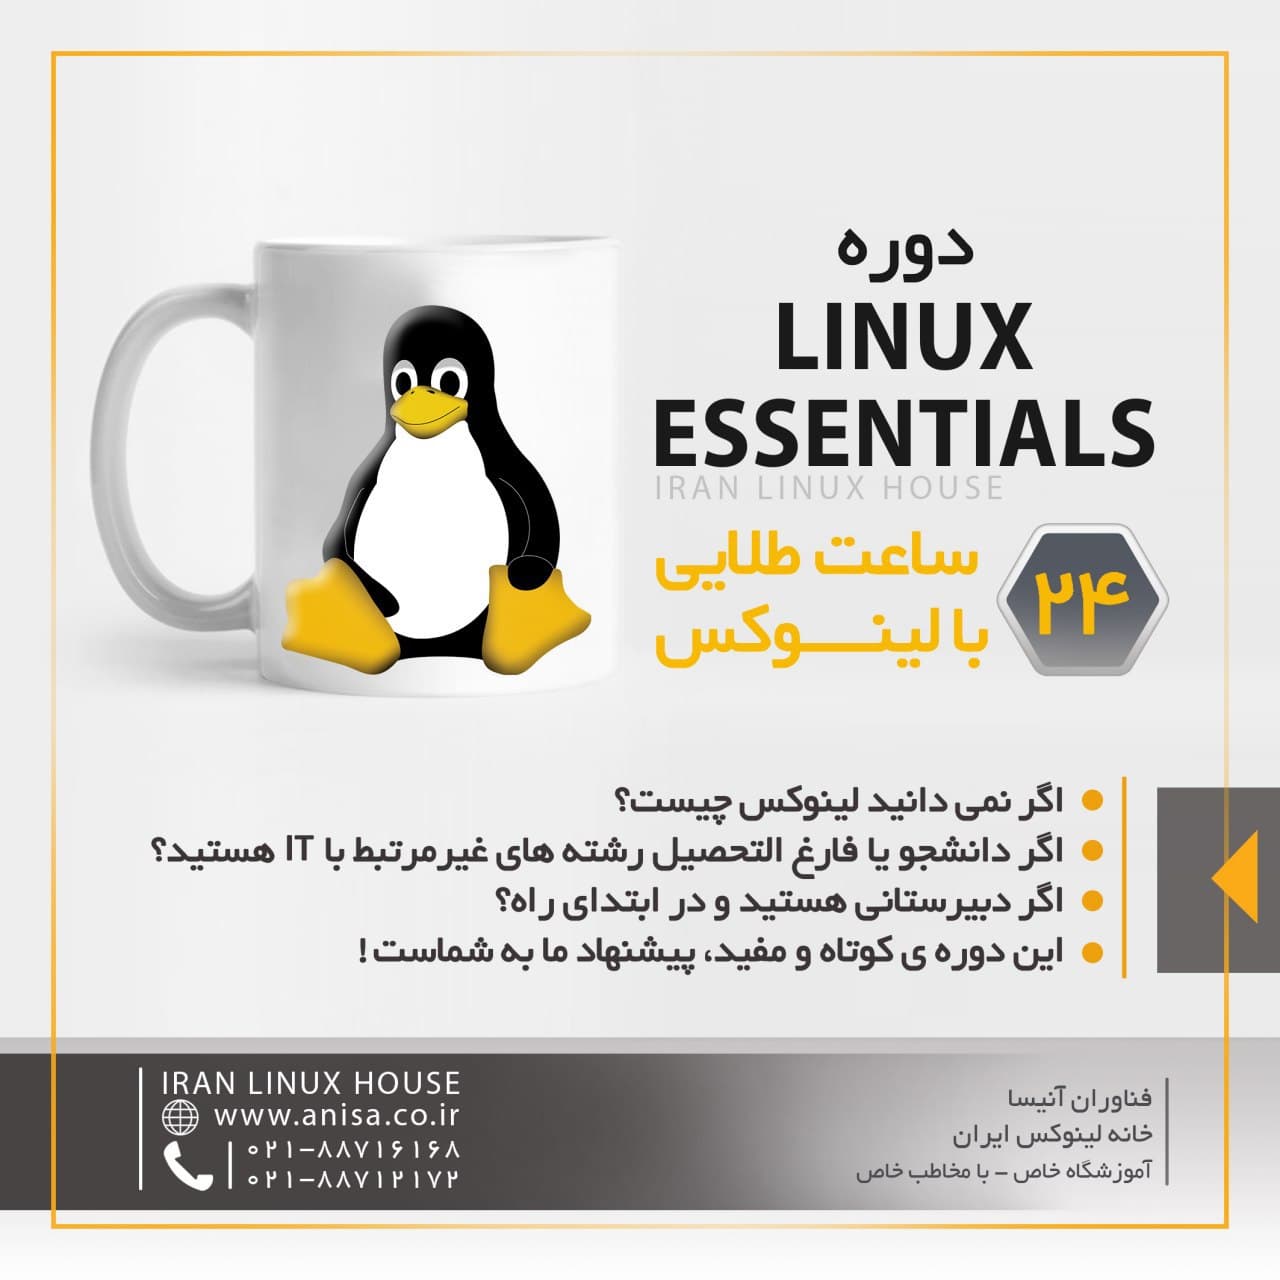 دوره
LINUX
ESSENTIALS
IRAN LINUX HOUSE
۲۴
ساعت طلایی
با لینـــوکس
اگر نمی دانید لینوکس چیست؟
اگر دانشجو یا فارغ التحصیل رشته های غیرمرتبط با IT هستید؟
اگر دبیرستانی هستید و در ابتدای راه؟
این دوره ی کوتاه و مفید، پیشنهاد ما به شماست!
فناوران آنیسا
خانه لینوکس ایران
آموزشگاه خاص - با مخاطب خاص
IRAN LINUX HOUSE
www.anisa.co.ir
۰۲۱-۸۸۷۱۶۱۶۸
۰۲۱-۸۸۷۱۲۱۷۲